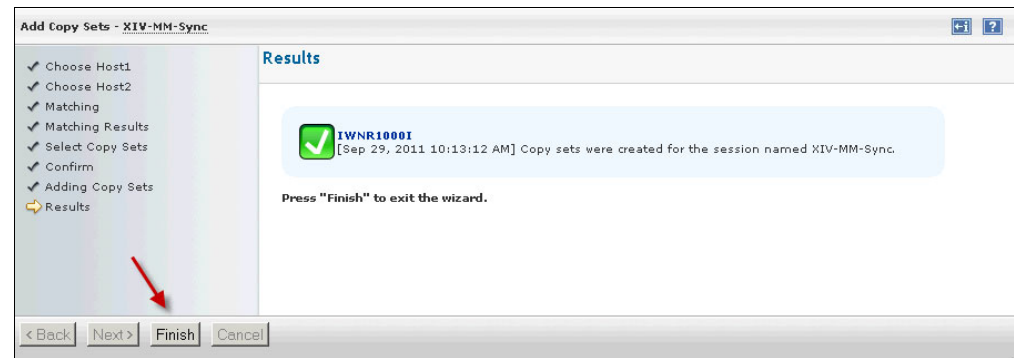 Add Copy Sets - XIV-MM-Sync
?
Choose Host1
Choose Host2
Matching
Matching Results
Select Copy Sets
Confirm
Adding Copy Sets
Results
Results
IWNR1000I
[Sep 29, 2011 10:13:12 AM] Copy sets were created for the session named XIV-MM-Sync.
Press "Finish" to exit the wizard.
< Back Next > Finish Cancel